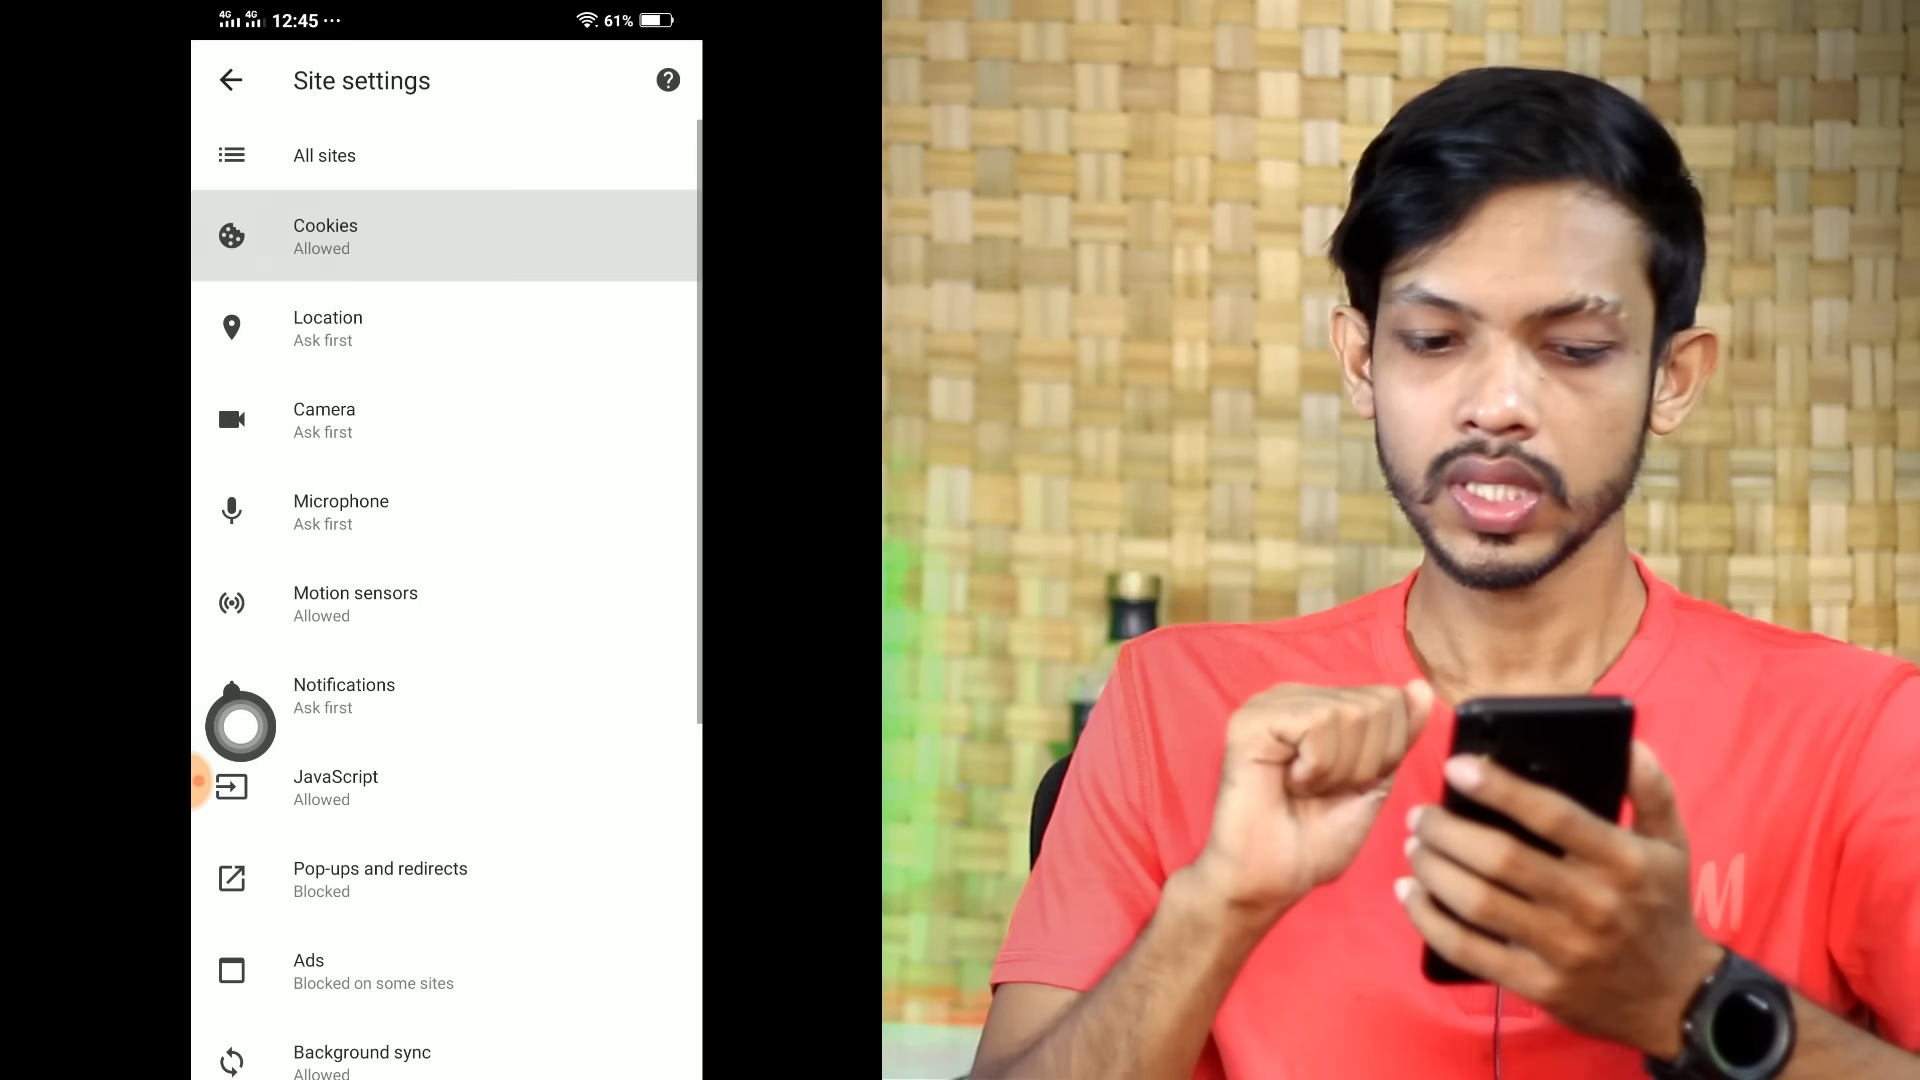 4G 4G 12:45 ... 61%
Site settings
All sites
Cookies
Allowed
Location
Ask first
Camera
Ask first
Microphone
Ask first
Motion sensors
Allowed
Notifications
Ask first
JavaScript
Allowed
Pop-ups and redirects
Blocked
Ads
Blocked on some sites
Background sync
Allowed
M